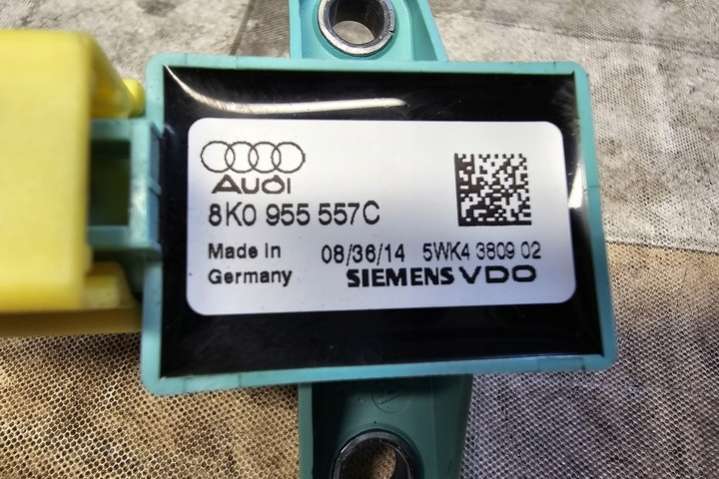 Audi
8K0 955 557C
Made in 08/36/14 5WK4 3809 02
Germany SIEMENS VDO